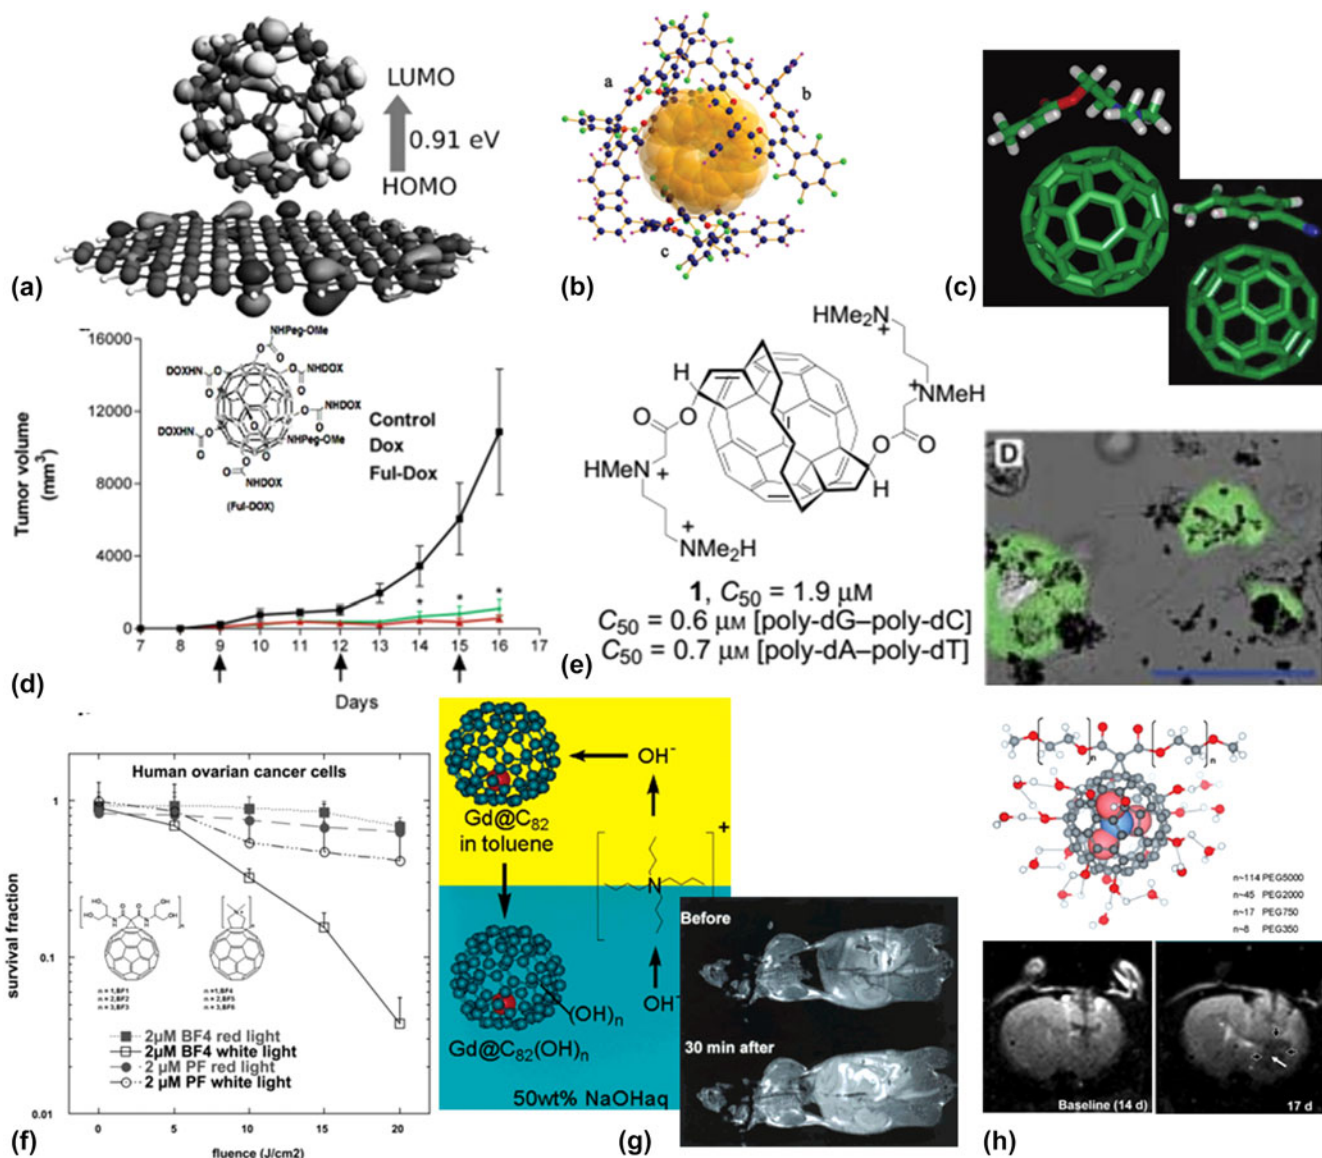 LUMO
0.91 eV
HOMO
(a)
a
b
c
(b)
(c)
Tumor volume
(mm³)
16000
12000
8000
4000
0
7 8 9 10 11 12 13 14 15 16 17
Days
NHPeg-OMe
DOXHN
NHDOX
DOXHN
NHDOX
NHPeg-OMe
NHDOX
(Ful-DOX)
Control
Dox
Ful-Dox
* * *
(d)
HMe₂N
+
H
+
NMeH
O
O
O
O
HMeN
+
H
+
NMe₂H
1, C₅₀ = 1.9 μM
C₅₀ = 0.6 μM [poly-dG–poly-dC]
C₅₀ = 0.7 μM [poly-dA–poly-dT]
(e)
D
Human ovarian cancer cells
survival fraction
1
0.1
0.01
0 5 10 15 20
fluence (J/cm2)
n = 1,BF1
n = 2,BF2
n = 3,BF3
n =1,BF4
n = 2,BF5
n = 3,BF6
2μM BF4 red light
2μM BF4 white light
2 μM PF red light
2 μM PF white light
(f)
OH⁻
Gd@C₈₂
in toluene
+
N
OH⁻
(OH)n
Gd@C₈₂(OH)n
50wt% NaOHaq
Before
30 min after
(g)
n
n
n~114 PEG5000
n~45 PEG2000
n~17 PEG750
n~8 PEG350
Baseline (14 d)
17 d
(h)